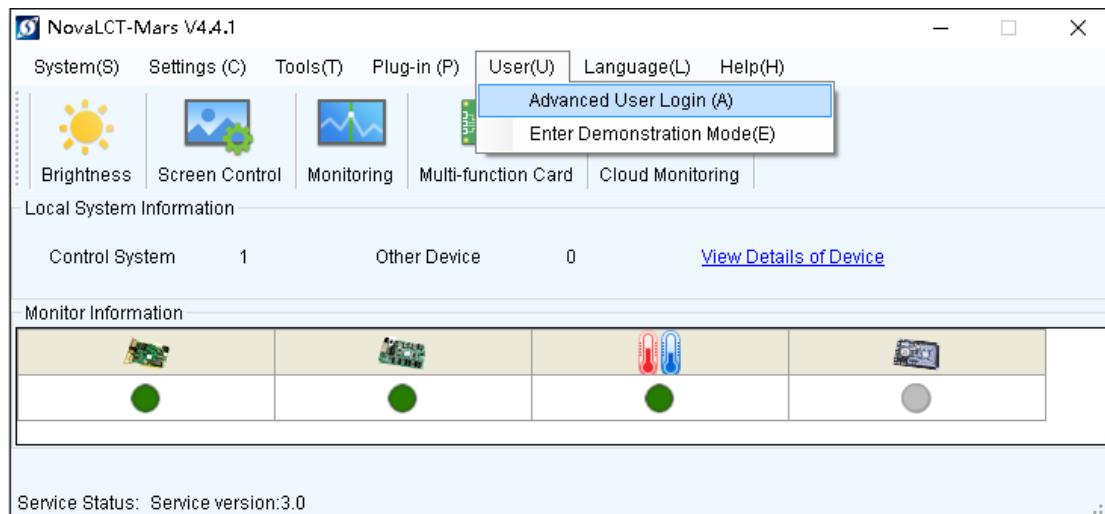 NovaLCT-Mars V4.4.1
System(S) Settings (C) Tools(T) Plug-in (P) User(U) Language(L) Help(H)
Advanced User Login (A)
Enter Demonstration Mode(E)
Brightness Screen Control Monitoring Multi-function Card Cloud Monitoring
Local System Information
Control System 1 Other Device 0 View Details of Device
Monitor Information
Service Status: Service version:3.0